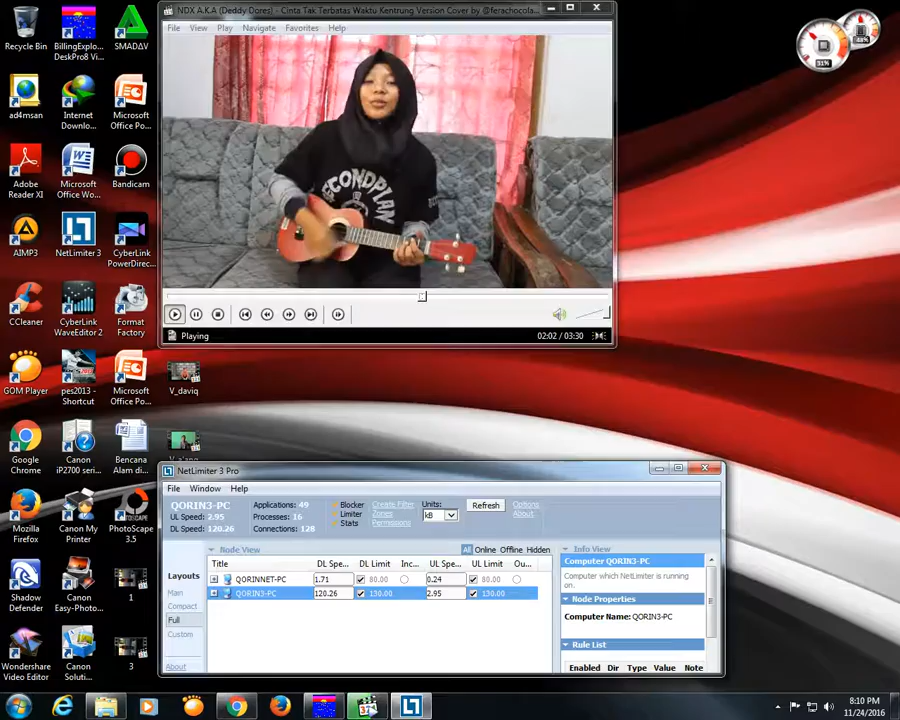 NDX A.K.A (Deddy Dores) - Cinta Tak Terbatas Waktu Kentrung Version Cover by @ferachocola...
File View Play Navigate Favorites Help
SECONDPLAN
Playing
02:02 / 03:30
31%
Recycle Bin
BillingExplo...
DeskPro8 Vi...
SMADΔV
ad4msan
Internet
Downlo...
Microsoft
Office Po...
Adobe
Reader XI
Microsoft
Office Wo...
Bandicam
AIMP3
NetLimiter 3
CyberLink
PowerDirec...
CCleaner
CyberLink
WaveEditor 2
Format
Factory
GOM Player
pes2013 -
Shortcut
Microsoft
Office Po...
V_daviq
Google
Chrome
Canon
iP2700 seri...
Bencana
Alam di...
Mozilla
Firefox
Canon My
Printer
PhotoScape
3.5
Shadow
Defender
Canon
Easy-Photo...
1
Wondershare
Video Editor
Canon
Soluti...
3
NetLimiter 3 Pro
File Window Help
QORIN3-PC
UL Speed: 2.95
DL Speed: 120.26
Applications: 49
Processes: 16
Connections: 128
Blocker
Limiter
Stats
Create Filter
Zones
Permissions
Units:
kB
Refresh
Options
About
Layouts
Main
Compact
Full
Custom
About
Node View
All Online Offline Hidden
Title DL Spe... DL Limit Inc... UL Spe... UL Limit Ou...
QORINNET-PC 1.71 80.00 0.24 80.00
QORIN3-PC 120.26 130.00 2.95 130.00
Info View
Computer QORIN3-PC
Computer which NetLimiter is running
on.
Node Properties
Computer Name: QORIN3-PC
Rule List
Enabled Dir Type Value Note
8:10 PM
11/24/2016